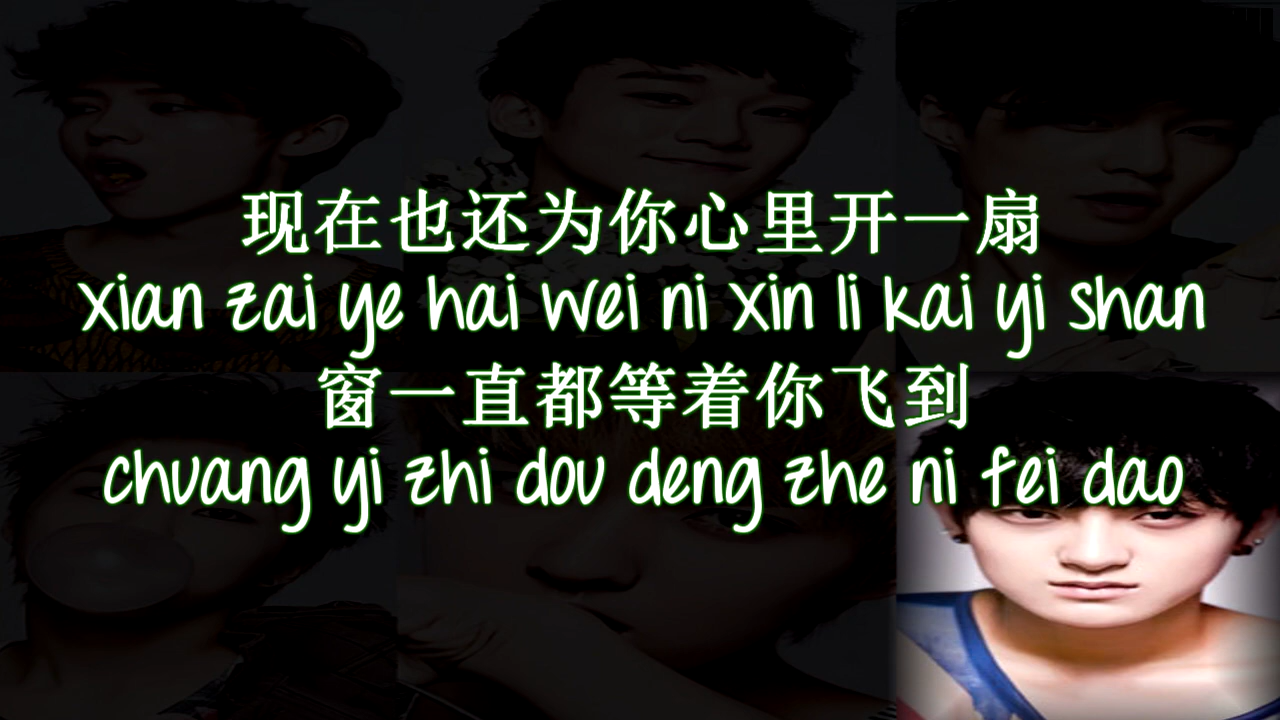 现在也还为你心里开一扇
xian zai ye hai wei ni xin li kai yi shan
窗一直都等着你飞到
chuang yi zhi dou deng zhe ni fei dao